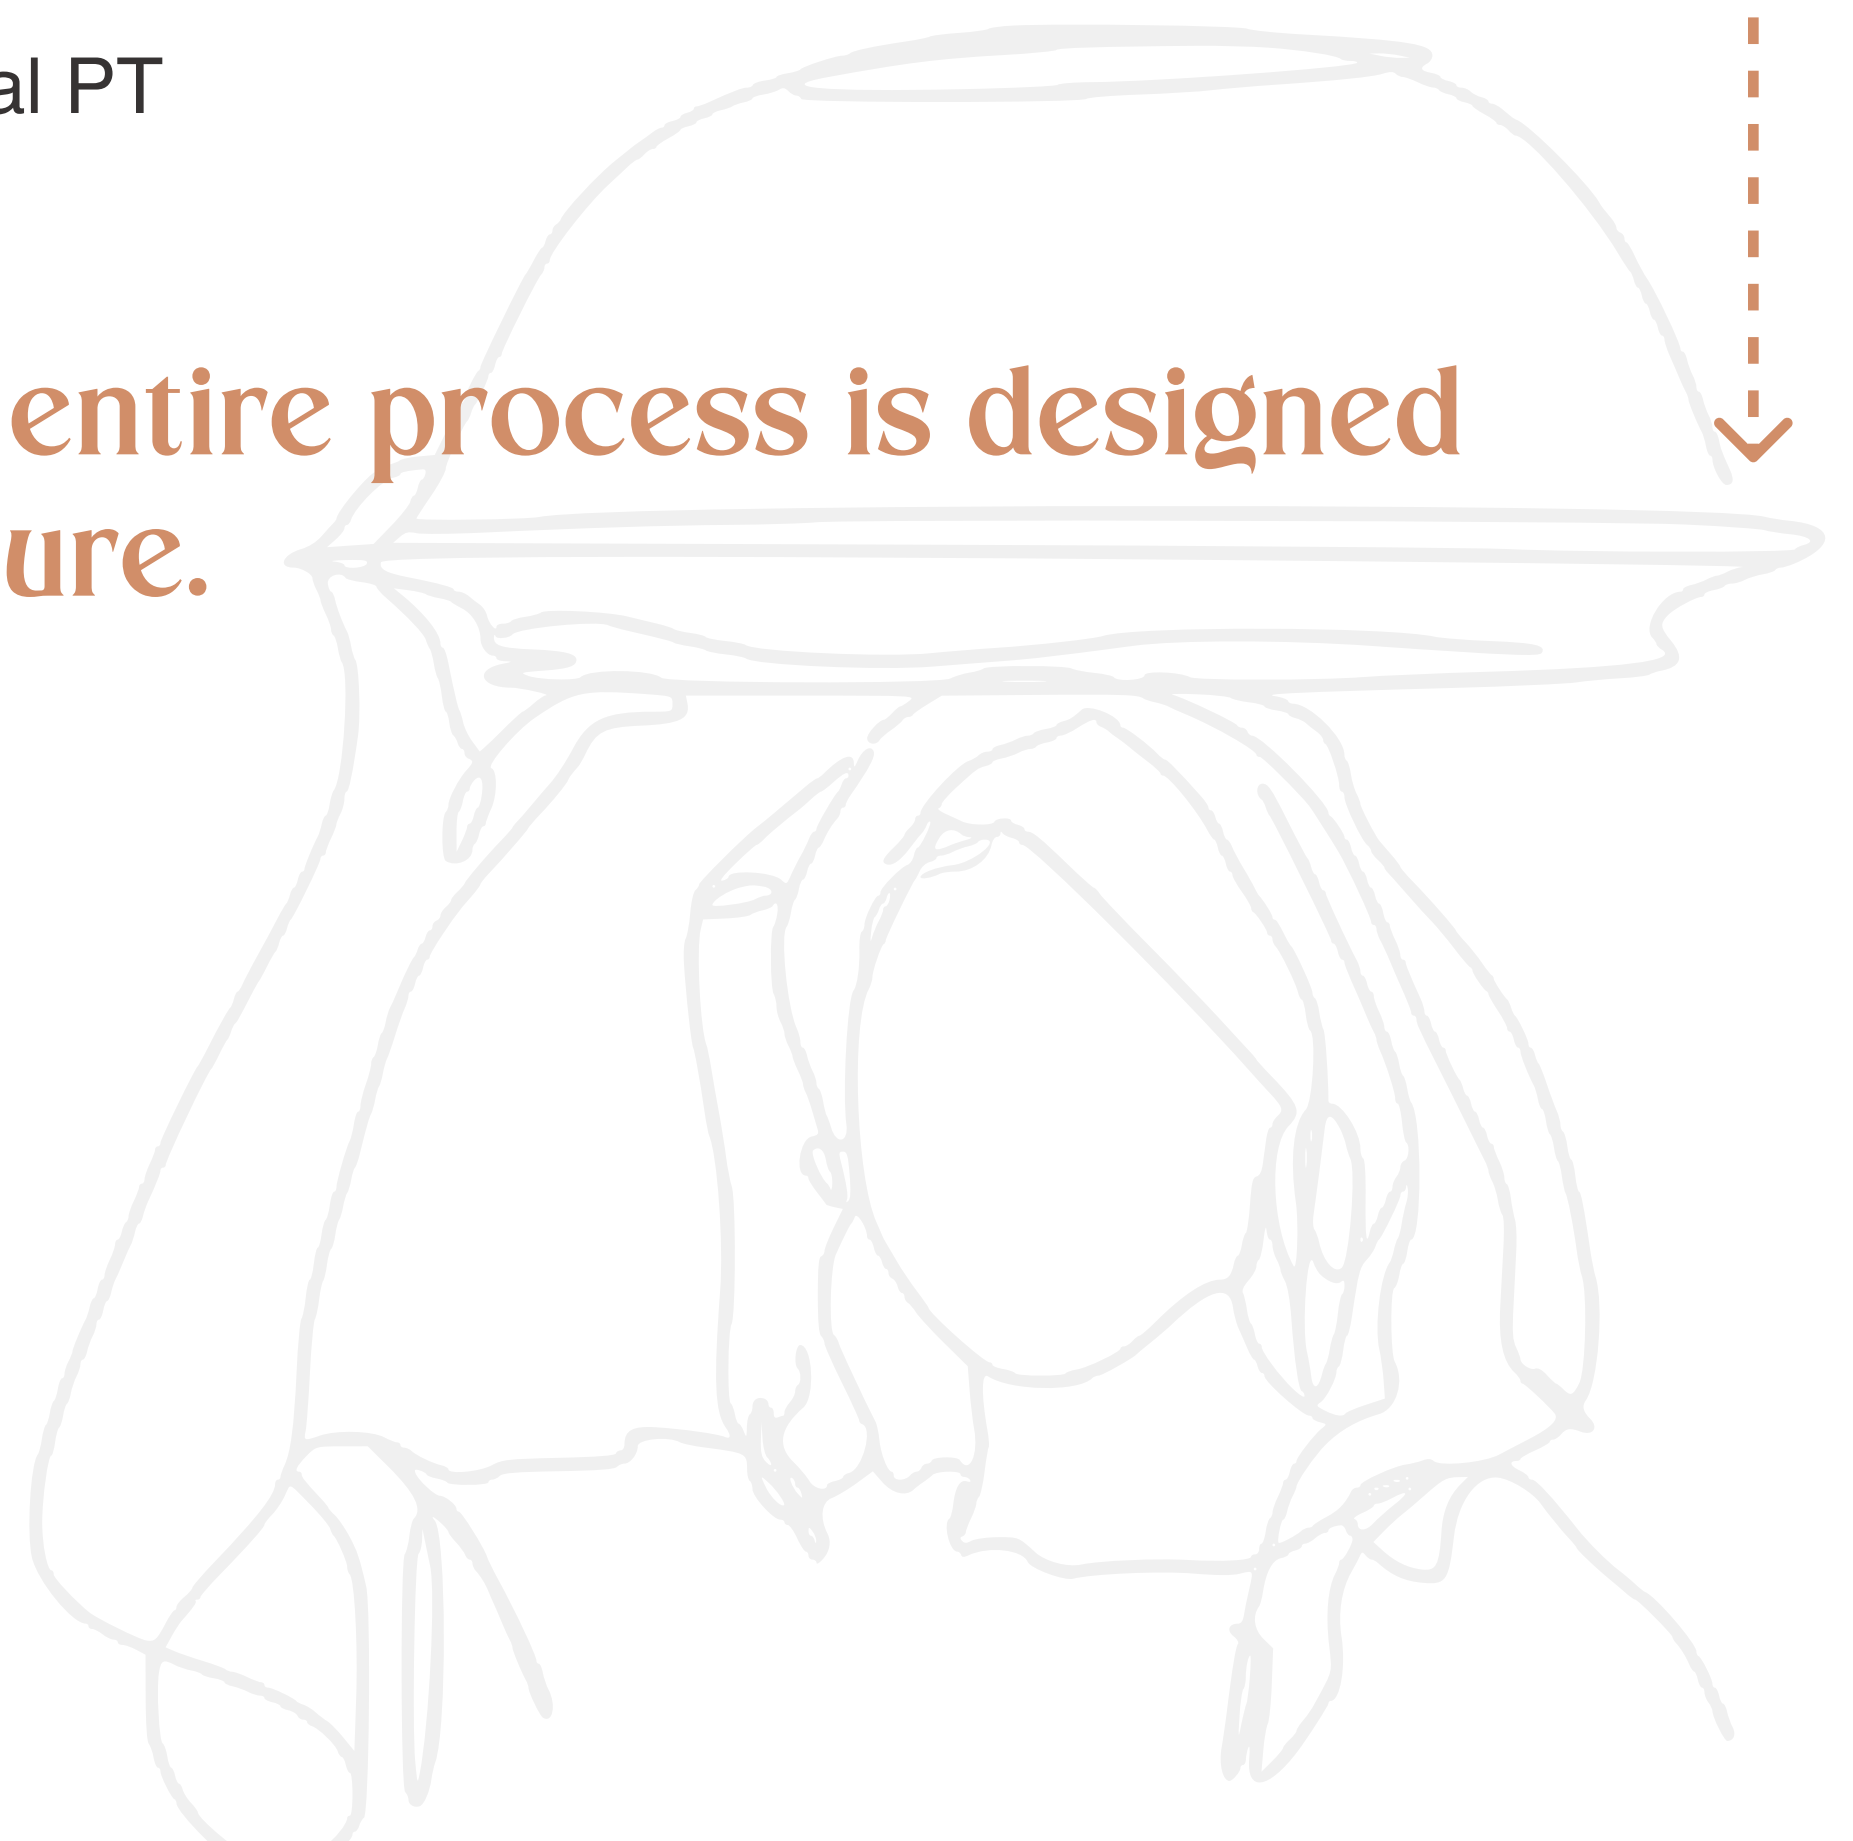 al PT
entire process is designed
ure.